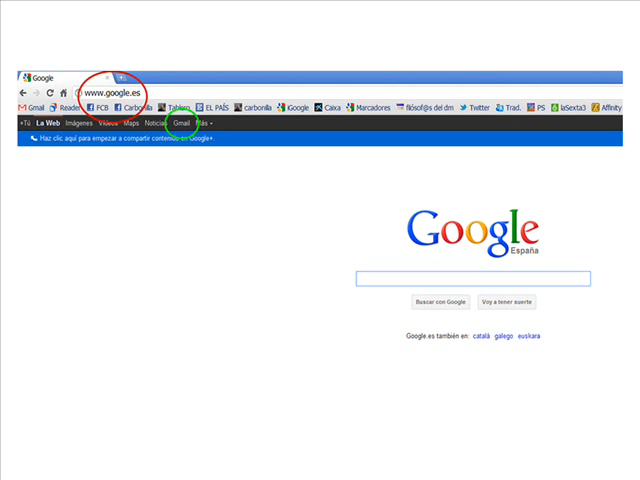 Google
www.google.es
Gmail Reader FCB Carbonilla Tablero EL PAÍS carbonilla iGoogle Caixa Marcadores filósof@s del dm Twitter Trad. PS laSexta3 Affinity
+Tú La Web Imágenes Vídeos Maps Noticias Gmail Más
Haz clic aquí para empezar a compartir contenido en Google+.
Google
España
Buscar con Google Voy a tener suerte
Google.es también en: català galego euskara